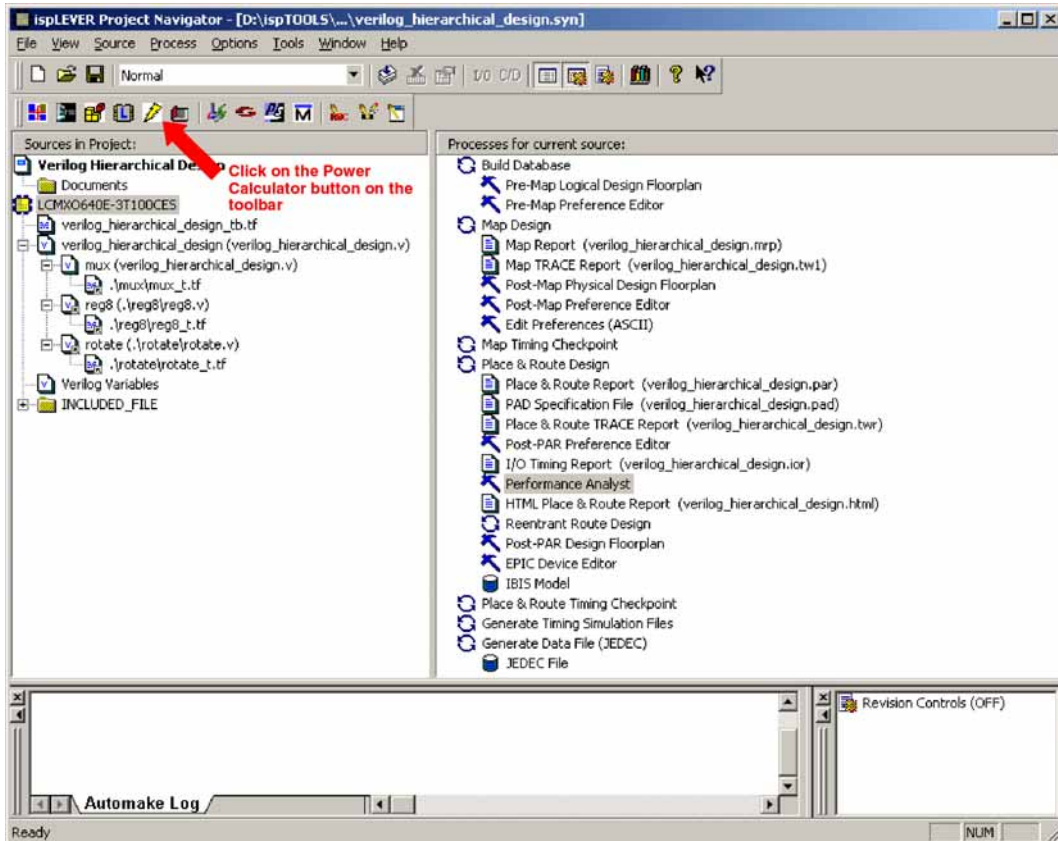 ispLEVER Project Navigator - [D:\ispTOOLS\...\verilog_hierarchical_design.syn]
File View Source Process Options Tools Window Help
Normal
I/O C/D
Sources in Project:
Verilog Hierarchical De
Documents
LCMXO640E-3T100CES
verilog_hierarchical_design_tb.tf
verilog_hierarchical_design (verilog_hierarchical_design.v)
mux (verilog_hierarchical_design.v)
.\mux\mux_t.tf
reg8 (.\reg8\reg8.v)
.\reg8\reg8_t.tf
rotate (.\rotate\rotate.v)
.\rotate\rotate_t.tf
Verilog Variables
INCLUDED_FILE
Click on the Power
Calculator button on the
toolbar
Processes for current source:
Build Database
Pre-Map Logical Design Floorplan
Pre-Map Preference Editor
Map Design
Map Report (verilog_hierarchical_design.mrp)
Map TRACE Report (verilog_hierarchical_design.tw1)
Post-Map Physical Design Floorplan
Post-Map Preference Editor
Edit Preferences (ASCII)
Map Timing Checkpoint
Place & Route Design
Place & Route Report (verilog_hierarchical_design.par)
PAD Specification File (verilog_hierarchical_design.pad)
Place & Route TRACE Report (verilog_hierarchical_design.twr)
Post-PAR Preference Editor
I/O Timing Report (verilog_hierarchical_design.ior)
Performance Analyst
HTML Place & Route Report (verilog_hierarchical_design.html)
Reentrant Route Design
Post-PAR Design Floorplan
EPIC Device Editor
IBIS Model
Place & Route Timing Checkpoint
Generate Timing Simulation Files
Generate Data File (JEDEC)
JEDEC File
Automake Log
Revision Controls (OFF)
Ready
NUM